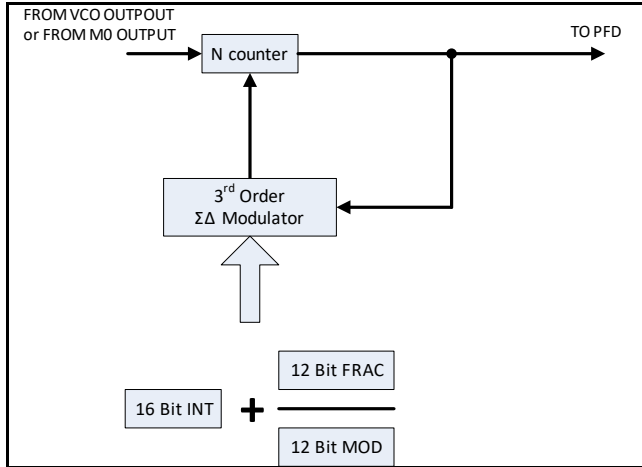 FROM VCO OUTPOUT
or FROM M0 OUTPUT
TO PFD
N counter
3rd Order
ΣΔ Modulator
12 Bit FRAC
16 Bit INT
+
12 Bit MOD